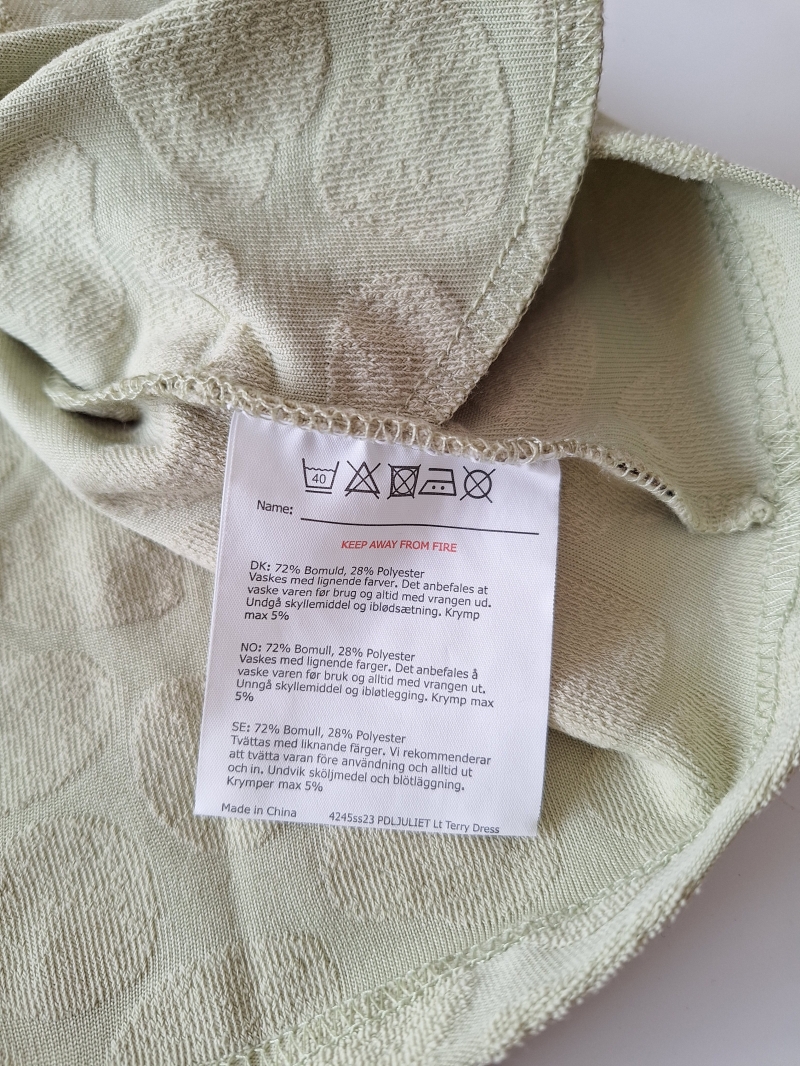 40
Name:
KEEP AWAY FROM FIRE
DK: 72% Bomuld, 28% Polyester
Vaskes med lignende farver. Det anbefales at
vaske varen før brug og altid med vrangen ud.
Undgå skyllemiddel og iblødsætning. Krymp
max 5%
NO: 72% Bomull, 28% Polyester
Vaskes med lignende farger. Det anbefales å
vaske varen før bruk og alltid med vrangen ut.
Unngå skyllemiddel og ibløtlegging. Krymp max
5%
SE: 72% Bomull, 28% Polyester
Tvättas med liknande färger. Vi rekommenderar
att tvätta varan före användning och alltid ut
och in. Undvik sköljmedel och blötläggning.
Krymper max 5%
Made in China 4245ss23 PDLJULIET Lt Terry Dress